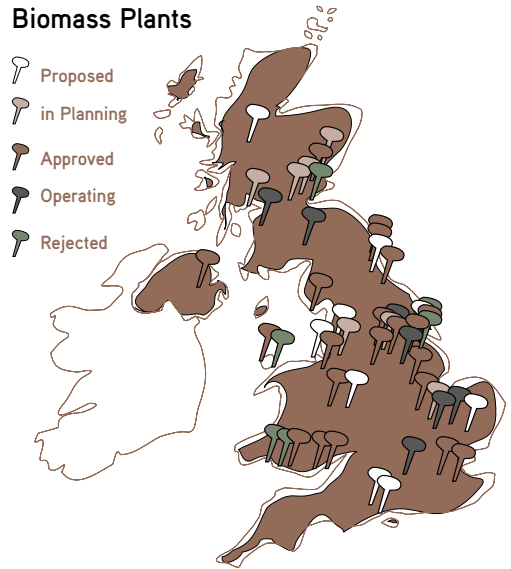 Biomass Plants
Proposed
in Planning
Approved
Operating
Rejected